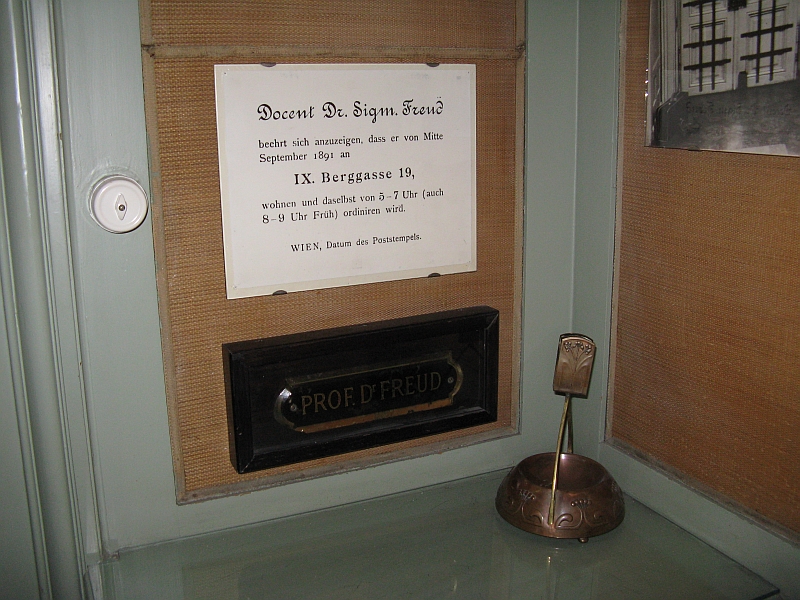 Docent Dr. Sigm. Freud
beehrt sich anzuzeigen, dass er von Mitte
September 1891 an
IX. Berggasse 19,
wohnen und daselbst von 5-7 Uhr (auch
8-9 Uhr Früh) ordiniren wird.
WIEN, Datum des Poststempels.
PROF. Dr FREUD